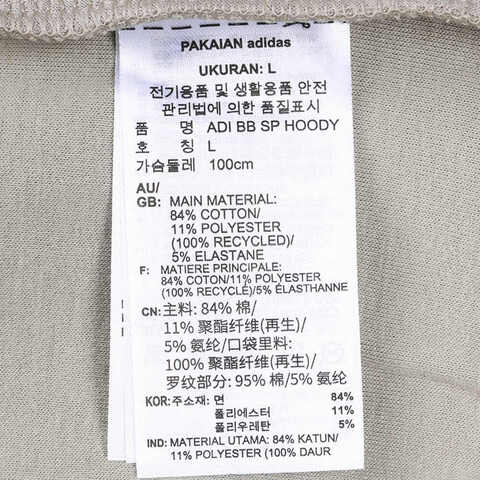 PAKAIAN adidas
UKURAN: L
전기용품 및 생활용품 안전
관리법에 의한 품질표시
품 명 ADI BB SP HOODY
호 칭 L
가슴둘레 100cm
AU/
GB: MAIN MATERIAL:
84% COTTON/
11% POLYESTER
(100% RECYCLED)/
5% ELASTANE
F: MATIERE PRINCIPALE:
84% COTON/11% POLYESTER
(100% RECYCLÉ)/5% ÉLASTHANNE
CN: 主料: 84% 棉/
11% 聚酯纤维(再生)/
5% 氨纶/口袋里料:
100% 聚酯纤维(再生)/
罗纹部分: 95% 棉/5% 氨纶
KOR: 주소재: 면 84%
폴리에스터 11%
폴리우레탄 5%
IND: MATERIAL UTAMA: 84% KATUN/
11% POLYESTER (100% DAUR